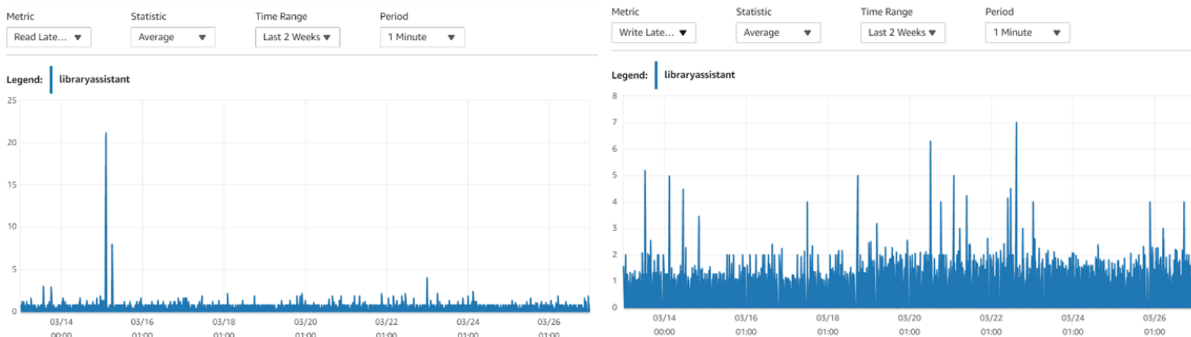 Metric Statistic Time Range Period
Read Late... Average Last 2 Weeks 1 Minute
Legend: libraryassistant
25
20
15
10
5
0
03/14 03/16 03/18 03/20 03/22 03/24 03/26
00:00 01:00 01:00 01:00 01:00 01:00 01:00
Metric Statistic Time Range Period
Write Late... Average Last 2 Weeks 1 Minute
Legend: libraryassistant
8
7
6
5
4
3
2
1
0
03/14 03/16 03/18 03/20 03/22 03/24 03/26
00:00 01:00 01:00 01:00 01:00 01:00 01:00